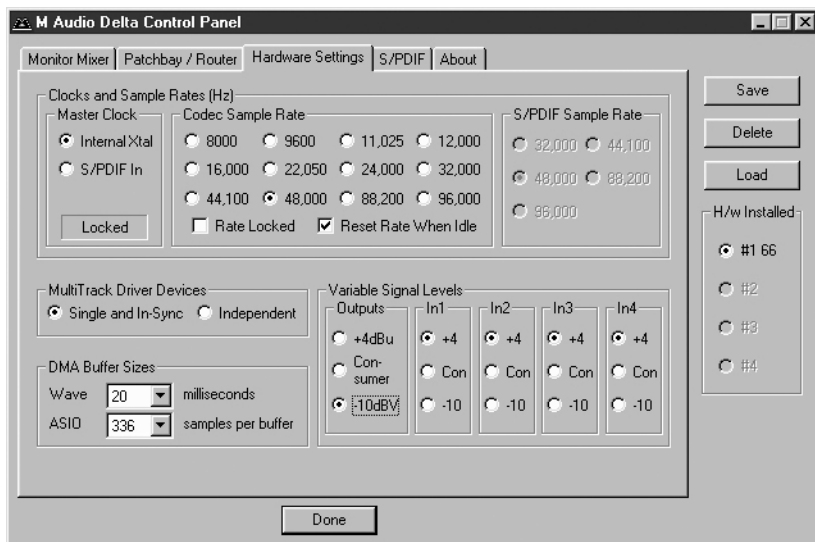 M Audio Delta Control Panel
Monitor Mixer Patchbay / Router Hardware Settings S/PDIF About
Clocks and Sample Rates (Hz)
Master Clock
Internal Xtal
S/PDIF In
Locked
Codec Sample Rate
8000 9600 11,025 12,000
16,000 22,050 24,000 32,000
44,100 48,000 88,200 96,000
Rate Locked Reset Rate When Idle
S/PDIF Sample Rate
32,000 44,100
48,000 88,200
96,000
MultiTrack Driver Devices
Single and In-Sync Independent
DMA Buffer Sizes
Wave 20 milliseconds
ASIO 336 samples per buffer
Variable Signal Levels
Outputs
+4dBu
Con-
sumer
-10dBV
In1
+4
Con
-10
In2
+4
Con
-10
In3
+4
Con
-10
In4
+4
Con
-10
Save
Delete
Load
H/w Installed
#1 66
#2
#3
#4
Done